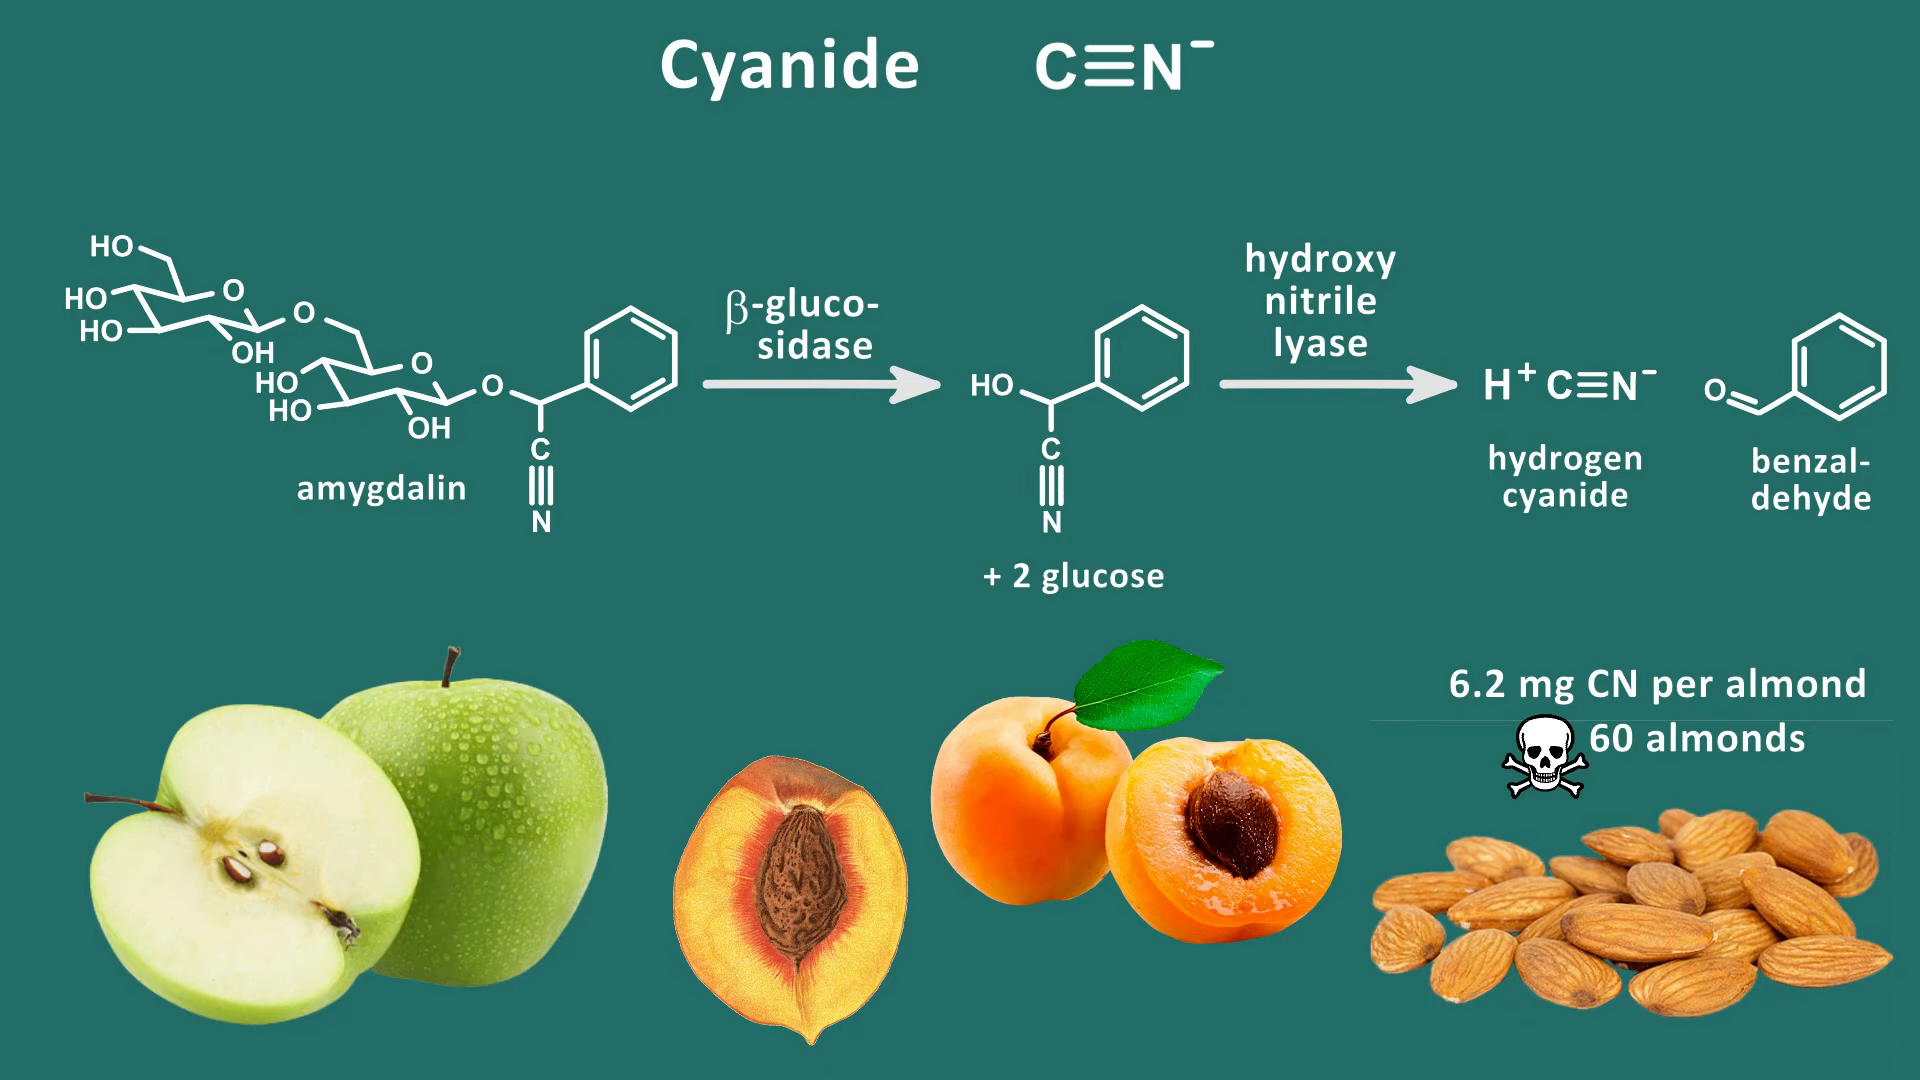 Cyanide C≡N⁻
HO
HO
HO
O
OH
O
HO
HO
O
OH
O
C
N
amygdalin
β-gluco-
sidase
HO
C
N
+ 2 glucose
hydroxy
nitrile
lyase
H⁺ C≡N⁻
hydrogen
cyanide
O
benzal-
dehyde
6.2 mg CN per almond
60 almonds